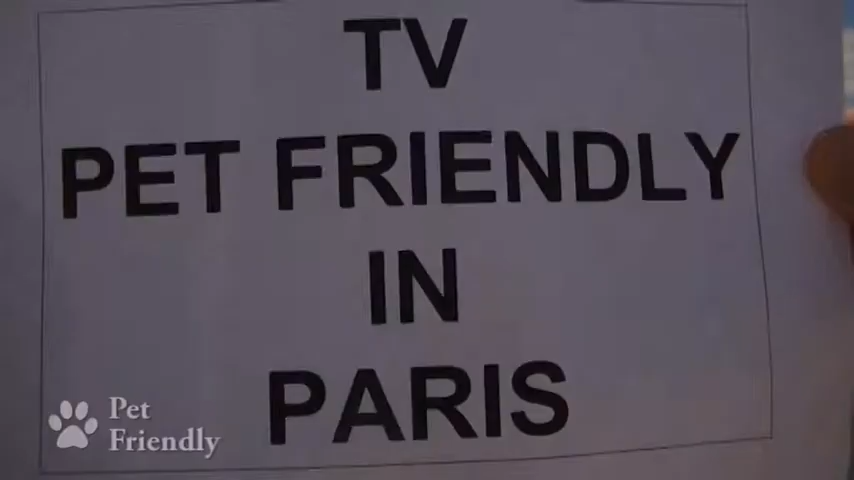 TV
PET FRIENDLY
IN
PARIS
Pet
Friendly